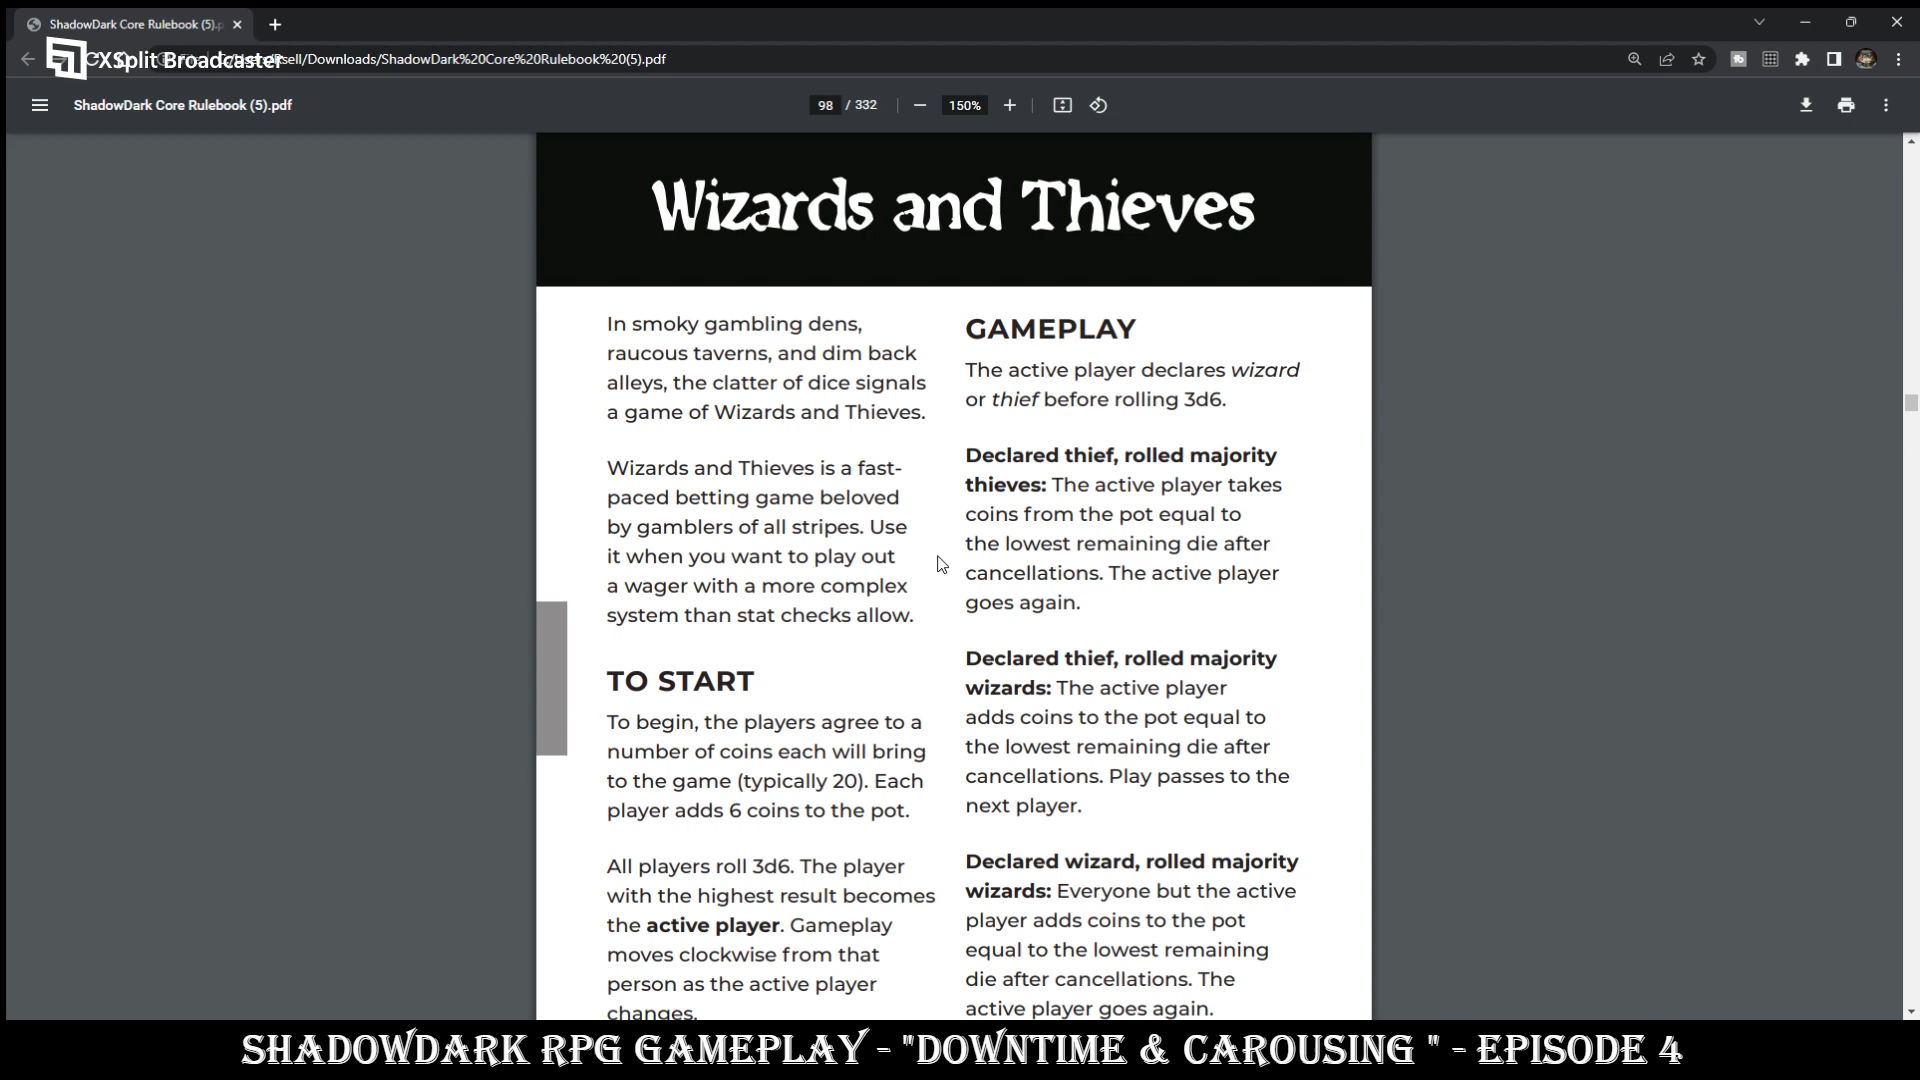 ShadowDark Core Rulebook (5).p
XSplit Broadcaster
sell/Downloads/ShadowDark%20Core%20Rulebook%20(5).pdf
ShadowDark Core Rulebook (5).pdf
98 / 332
150%
Wizards and Thieves
In smoky gambling dens,
raucous taverns, and dim back
alleys, the clatter of dice signals
a game of Wizards and Thieves.
Wizards and Thieves is a fast-
paced betting game beloved
by gamblers of all stripes. Use
it when you want to play out
a wager with a more complex
system than stat checks allow.
TO START
To begin, the players agree to a
number of coins each will bring
to the game (typically 20). Each
player adds 6 coins to the pot.
All players roll 3d6. The player
with the highest result becomes
the active player. Gameplay
moves clockwise from that
person as the active player
changes.
GAMEPLAY
The active player declares wizard
or thief before rolling 3d6.
Declared thief, rolled majority
thieves: The active player takes
coins from the pot equal to
the lowest remaining die after
cancellations. The active player
goes again.
Declared thief, rolled majority
wizards: The active player
adds coins to the pot equal to
the lowest remaining die after
cancellations. Play passes to the
next player.
Declared wizard, rolled majority
wizards: Everyone but the active
player adds coins to the pot
equal to the lowest remaining
die after cancellations. The
active player goes again.
SHADOWDARK RPG GAMEPLAY - "DOWNTIME & CAROUSING " - EPISODE 4